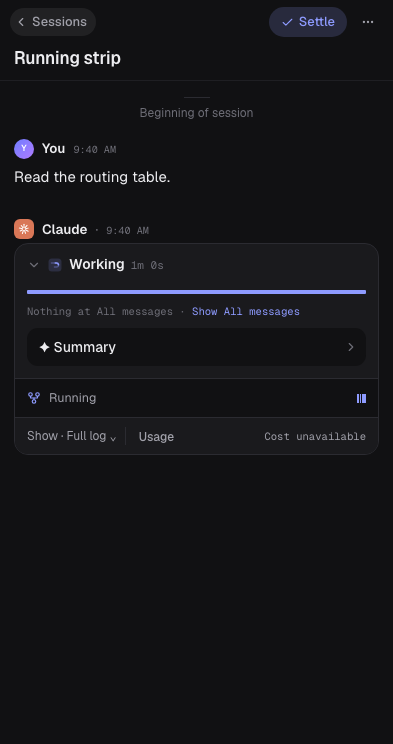 Sessions
Settle
Running strip
Beginning of session
Y You 9:40 AM
Read the routing table.
Claude · 9:40 AM
Working 1m 0s
Nothing at All messages · Show All messages
Summary
Running
Show · Full log
Usage
Cost unavailable